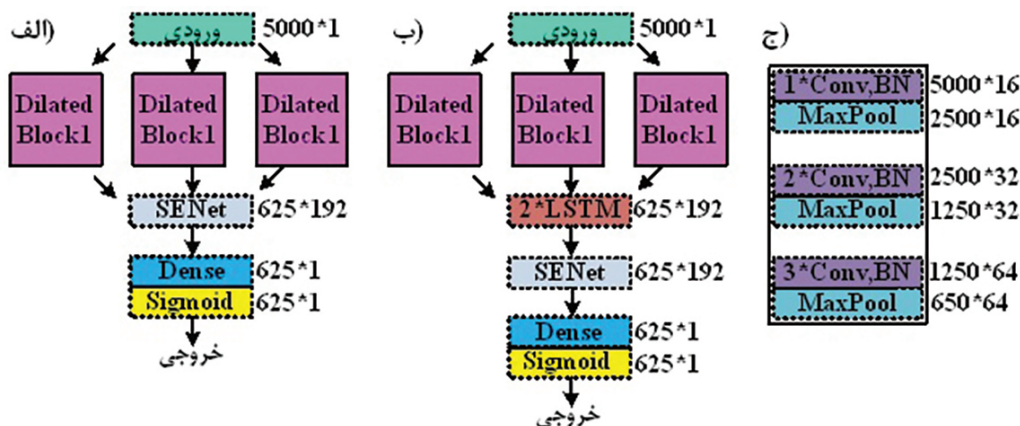 الف)
ورودی
5000*1
Dilated
Block1
Dilated
Block1
Dilated
Block1
SENet
625*192
Dense
625*1
Sigmoid
625*1
خروجی
ب)
ورودی
5000*1
Dilated
Block1
Dilated
Block1
Dilated
Block1
2*LSTM
625*192
SENet
625*192
Dense
625*1
Sigmoid
625*1
خروجی
ج)
1*Conv,BN
5000*16
MaxPool
2500*16
2*Conv,BN
2500*32
MaxPool
1250*32
3*Conv,BN
1250*64
MaxPool
650*64